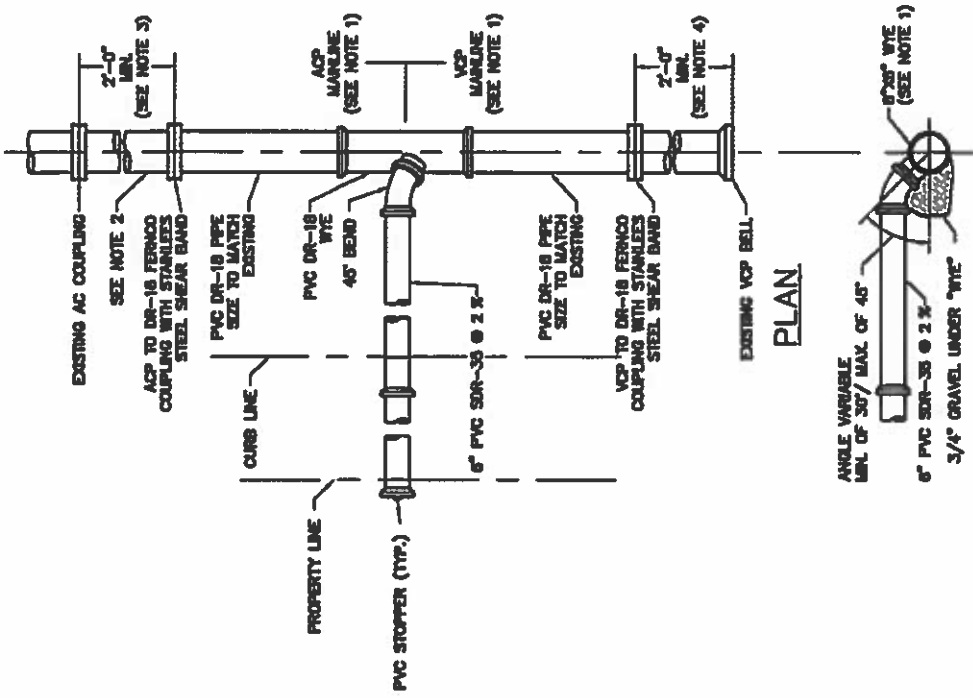 EXISTING AC COUPLING
SEE NOTE 2
ACP TO DR-18 FERNCO
COUPLING WITH STAINLEES
STEEL SHEAR BAND
PVC DR-18 PIPE
SIZE TO MATCH
EXISTING
PVC DR-18
WYE
45° BEND
PVC DR-18 PIPE
SIZE TO MATCH
EXISTING
VCP TO DR-18 FERNCO
COUPLING WITH STAINLEES
STEEL SHEAR BAND
EXISTING VCP BELL
2'-0"
MIN.
(SEE NOTE 3)
ACP
MAINLINE
(SEE NOTE 1)
VCP
MAINLINE
(SEE NOTE 1)
2'-0"
MIN.
(SEE NOTE 4)
CURB LINE
PROPERTY LINE
PVC STOPPER (TYP.)
6" PVC SDR-35 @ 2 %
PLAN
ANGLE VARIABLE
MIN. OF 30°/ MAX. OF 45°
6" PVC SDR-35 @ 2 %
3/4" GRAVEL UNDER "WYE"
WYE
(SEE NOTE 1)